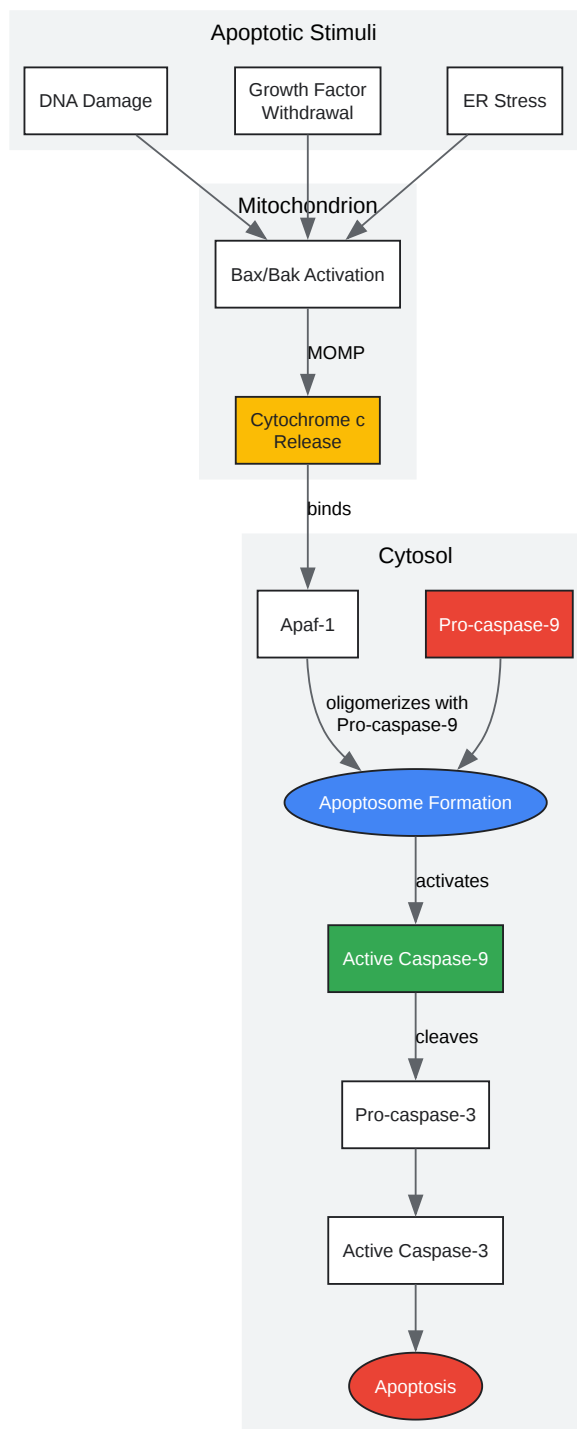 Apoptotic Stimuli
DNA Damage
Growth Factor
Withdrawal
ER Stress
Mitochondrion
Bax/Bak Activation
MOMP
Cytochrome c
Release
binds
Cytosol
Apaf-1
Pro-caspase-9
oligomerizes with
Pro-caspase-9
Apoptosome Formation
activates
Active Caspase-9
cleaves
Pro-caspase-3
Active Caspase-3
Apoptosis